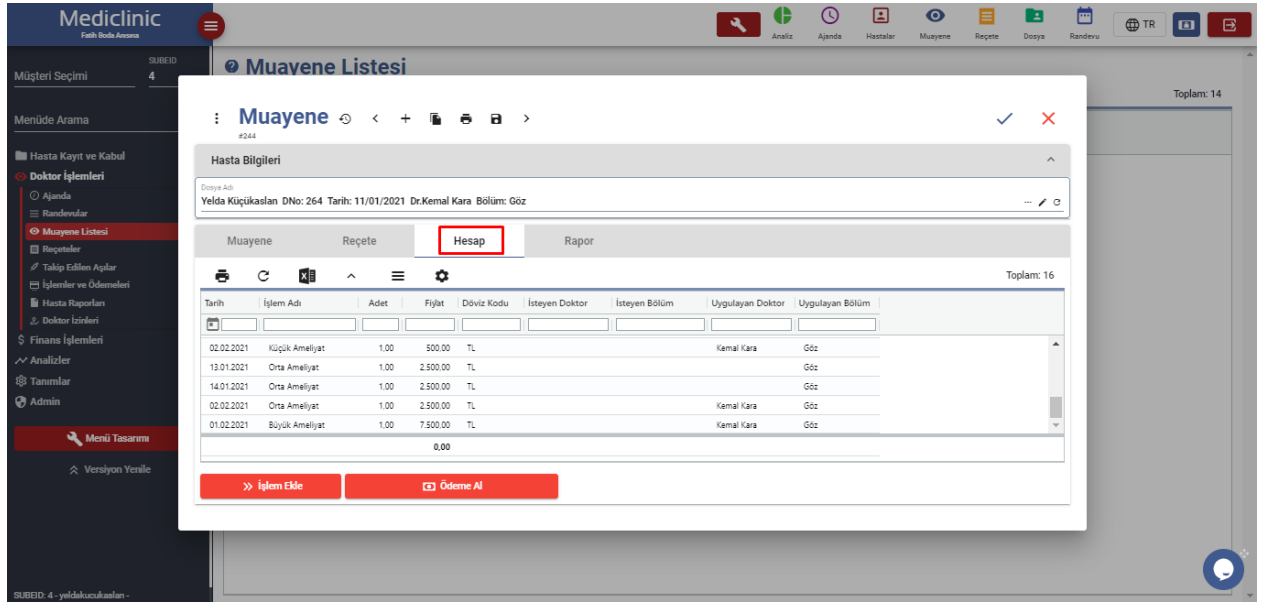 Mediclinic
Fatih Boda Anısına
Analiz
Ajanda
Hastalar
Muayene
Reçete
Dosya
Randevu
TR
SUBEID
Müşteri Seçimi 4
Menüde Arama
Hasta Kayıt ve Kabul
Doktor İşlemleri
Ajanda
Randevular
Muayene Listesi
Reçeteler
Takip Edilen Aşılar
İşlemler ve Ödemeleri
Hasta Raporları
Doktor İzinleri
Finans İşlemleri
Analizler
Tanımlar
Admin
Menü Tasarımı
Versiyon Yenile
SUBEID: 4 - yeldakucukaslan -
Muayene Listesi
Toplam: 14
Muayene
#244
Hasta Bilgileri
Dosya Adı
Yelda Küçükaslan DNo: 264 Tarih: 11/01/2021 Dr.Kemal Kara Bölüm: Göz
Muayene Reçete Hesap Rapor
Toplam: 16
Tarih İşlem Adı Adet Fiyat Döviz Kodu İsteyen Doktor İsteyen Bölüm Uygulayan Doktor Uygulayan Bölüm
02.02.2021 Küçük Ameliyat 1,00 500,00 TL Kemal Kara Göz
13.01.2021 Orta Ameliyat 1,00 2.500,00 TL Göz
14.01.2021 Orta Ameliyat 1,00 2.500,00 TL Göz
02.02.2021 Orta Ameliyat 1,00 2.500,00 TL Kemal Kara Göz
01.02.2021 Büyük Ameliyat 1,00 7.500,00 TL Kemal Kara Göz
0,00
İşlem Ekle
Ödeme Al